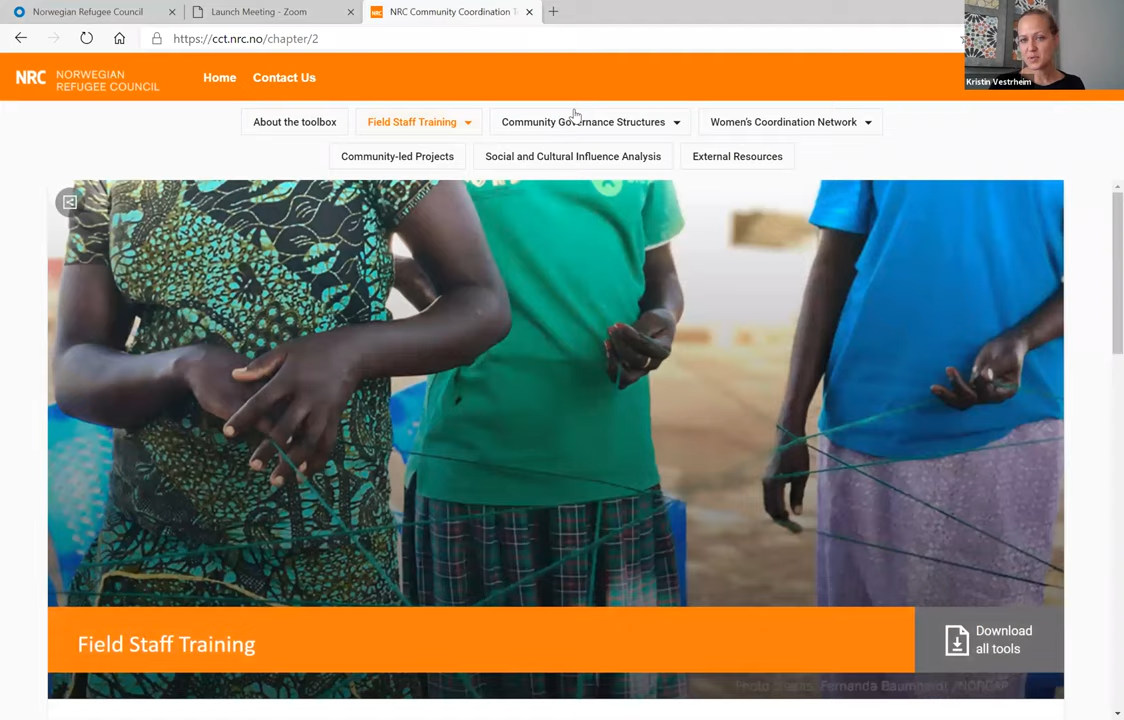 Norwegian Refugee Council
Launch Meeting - Zoom
NRC Community Coordination T
https://cct.nrc.no/chapter/2
Kristin Vestrheim
NRC
NORWEGIAN
REFUGEE COUNCIL
Home
Contact Us
About the toolbox
Field Staff Training
Community Governance Structures
Women's Coordination Network
Community-led Projects
Social and Cultural Influence Analysis
External Resources
Field Staff Training
Download
all tools